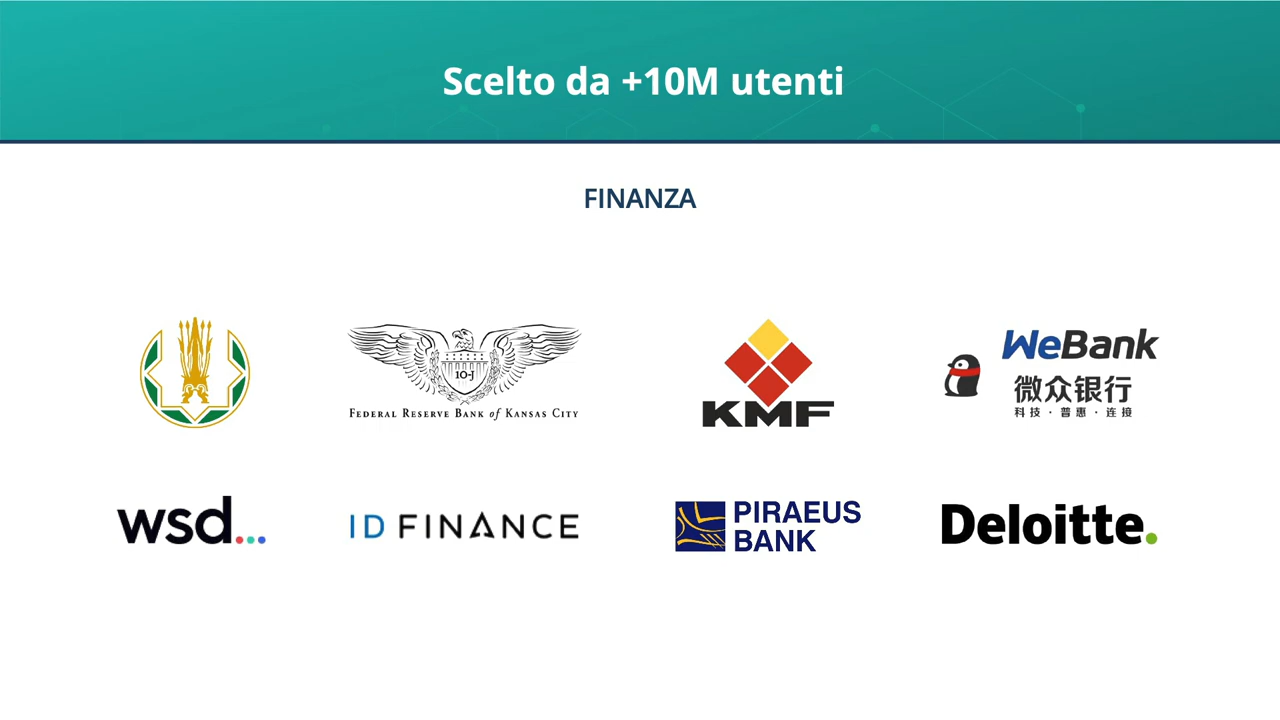 Scelto da +10M utenti
FINANZA
10-J
Federal Reserve Bank of Kansas City
KMF
WeBank
微众银行
科技 · 普惠 · 连接
wsd...
ID FINANCE
PIRAEUS
BANK
Deloitte.